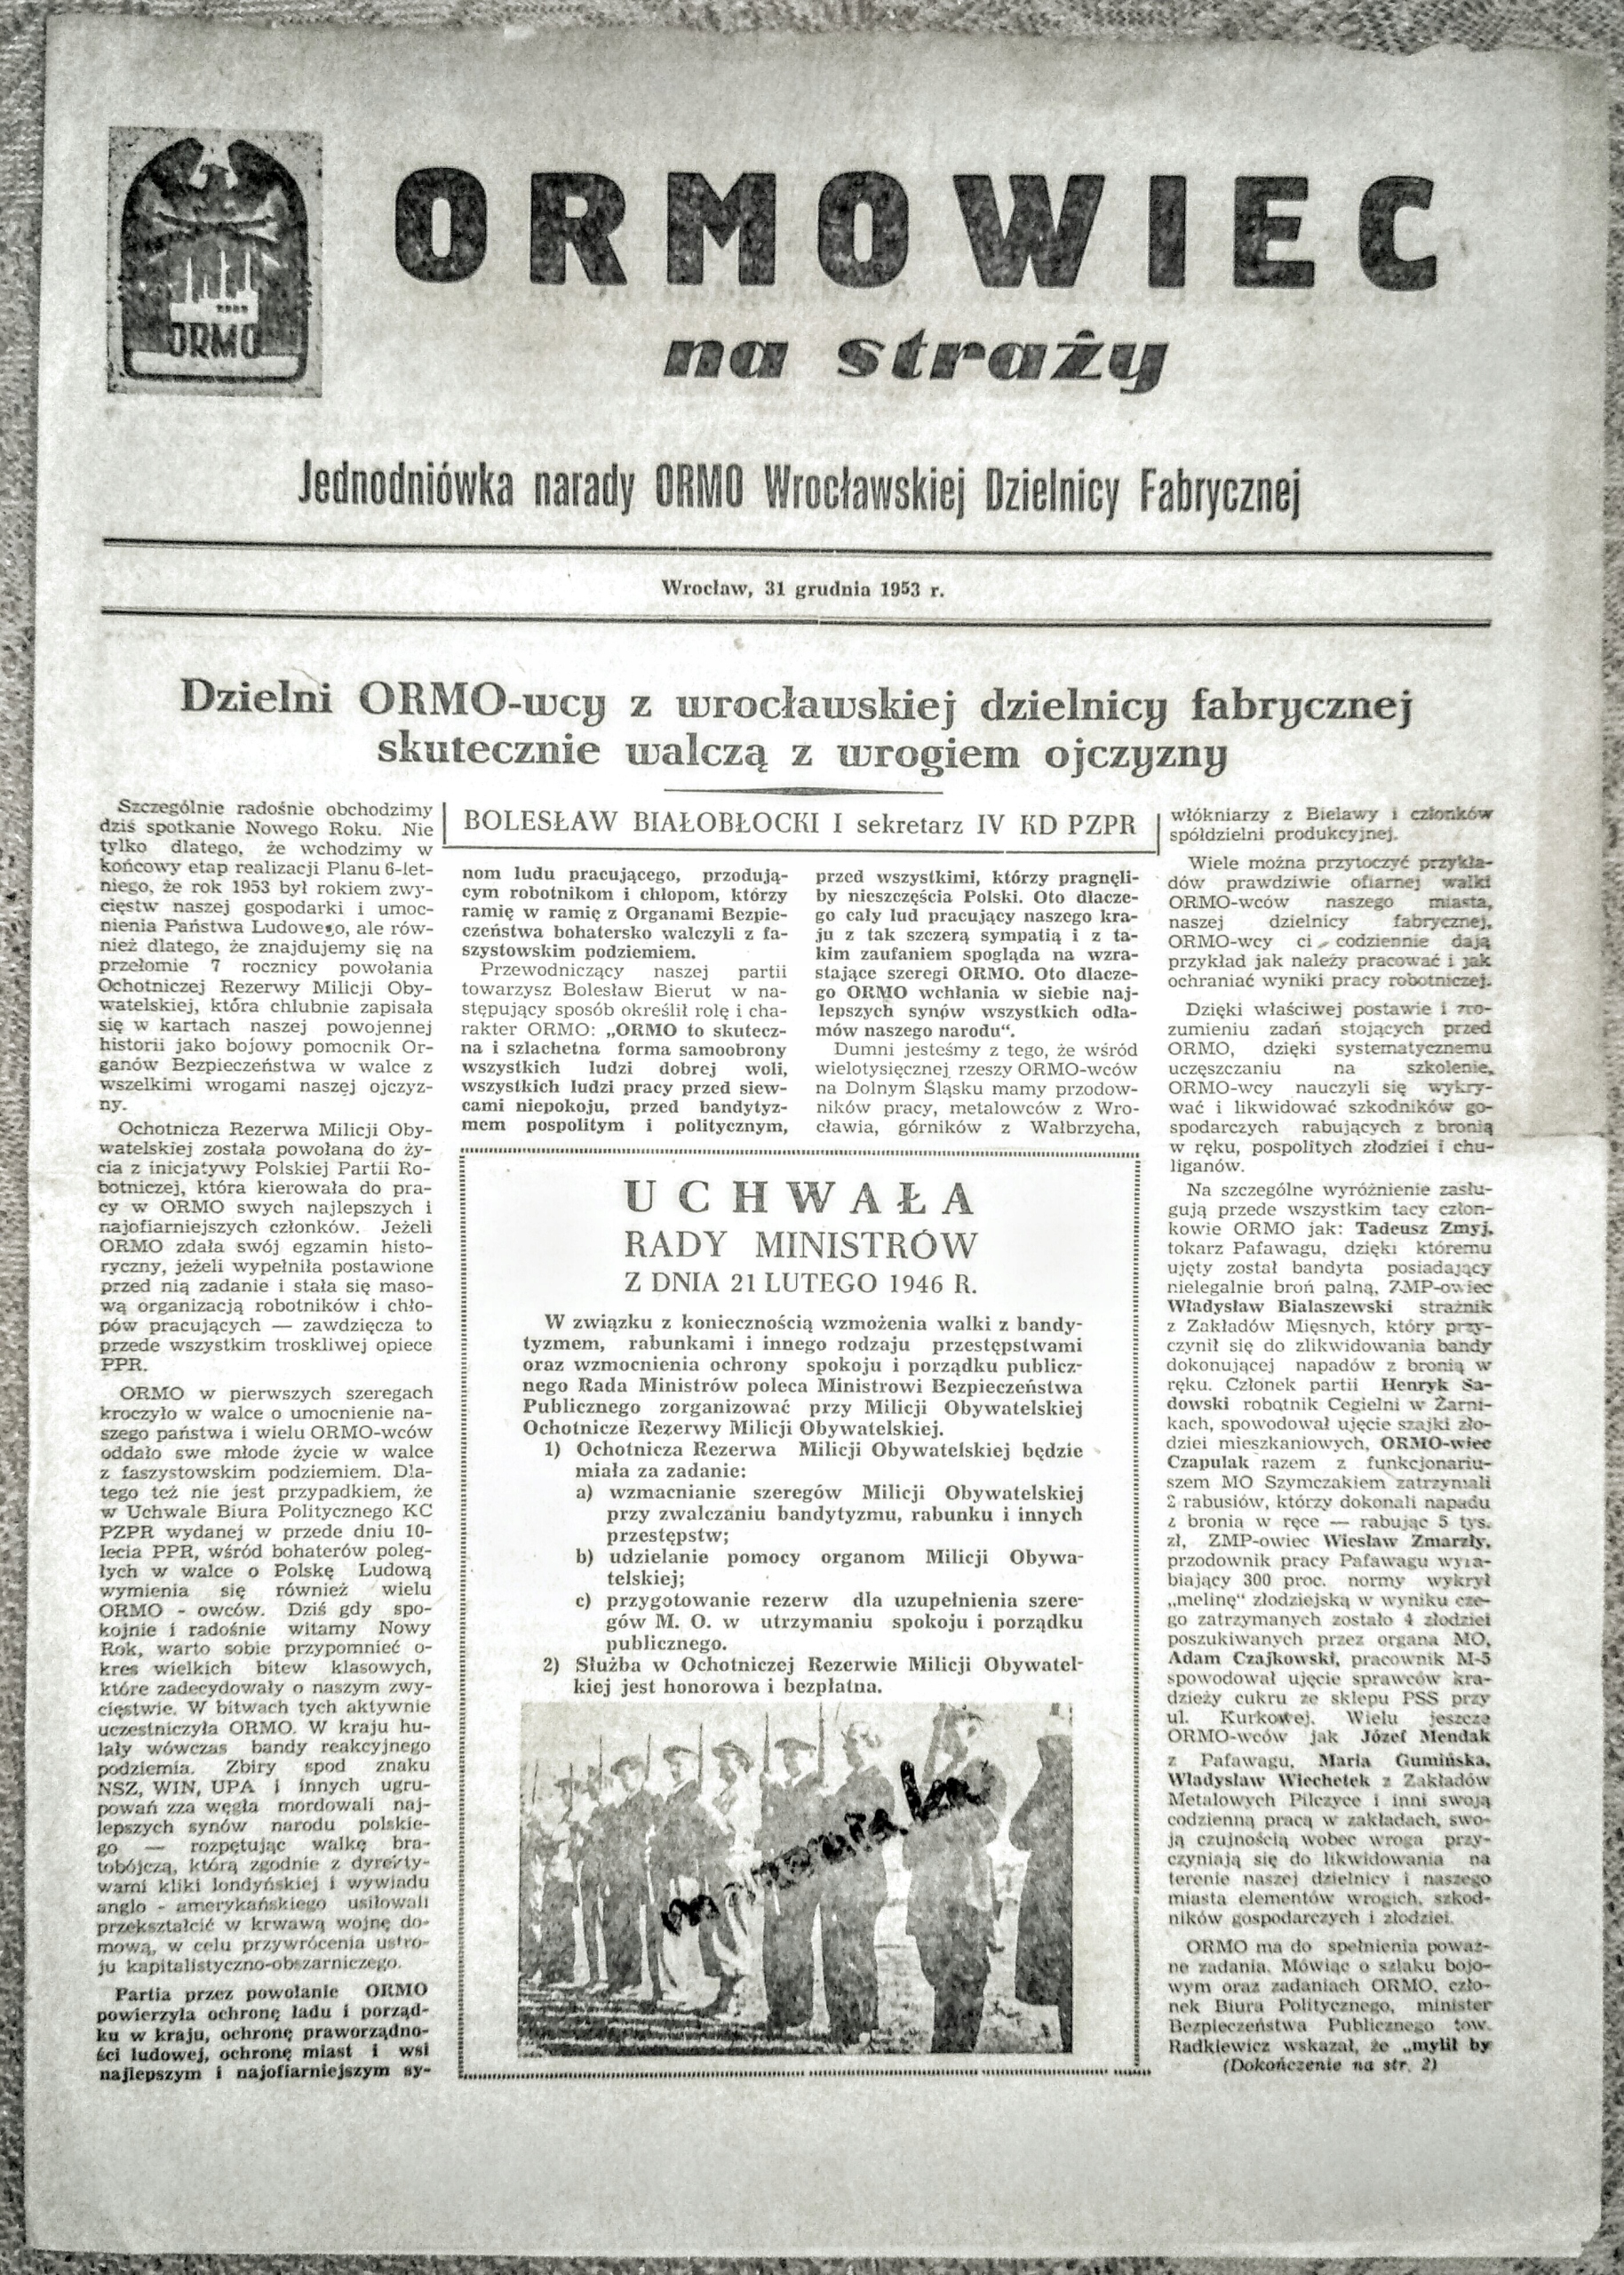 ORMO
ORMOWIEC
na straży
Jednodniówka narady ORMO Wrocławskiej Dzielnicy Fabrycznej
Wrocław, 31 grudnia 1953 r.
Dzielni ORMO-wcy z wrocławskiej dzielnicy fabrycznej
skutecznie walczą z wrogiem ojczyzny
BOLESŁAW BIAŁOBŁOCKI I sekretarz IV KD PZPR
Szczególnie radośnie obchodzimy
dziś spotkanie Nowego Roku. Nie
tylko dlatego, że wchodzimy w
końcowy etap realizacji Planu 6-let-
niego, że rok 1953 był rokiem zwy-
cięstw naszej gospodarki i umoc-
nienia Państwa Ludowego, ale rów-
nież dlatego, że znajdujemy się na
przełomie 7 rocznicy powołania
Ochotniczej Rezerwy Milicji Oby-
watelskiej, która chlubnie zapisała
się w kartach naszej powojennej
historii jako bojowy pomocnik Or-
ganów Bezpieczeństwa w walce z
wszelkimi wrogami naszej ojczyz-
ny.
Ochotnicza Rezerwa Milicji Oby-
watelskiej została powołana do ży-
cia z inicjatywy Polskiej Partii Ro-
botniczej, która kierowała do pra-
cy w ORMO swych najlepszych i
najofiarniejszych członków. Jeżeli
ORMO zdała swój egzamin histo-
ryczny, jeżeli wypełniła postawione
przed nią zadanie i stała się maso-
wą organizacją robotników i chło-
pów pracujących — zawdzięcza to
przede wszystkim troskliwej opiece
PPR.
ORMO w pierwszych szeregach
kroczyło w walce o umocnienie na-
szego państwa i wielu ORMO-wców
oddało swe młode życie w walce
z faszystowskim podziemiem. Dla-
tego też nie jest przypadkiem, że
w Uchwale Biura Politycznego KC
PZPR wydanej w przede dniu 10-
lecia PPR, wśród bohaterów poleg-
łych w walce o Polskę Ludową
wymienia się również wielu
ORMO - owców. Dziś gdy spo-
kojnie i radośnie witamy Nowy
Rok, warto sobie przypomnieć o-
kres wielkich bitew klasowych,
które zadecydowały o naszym zwy-
cięstwie. W bitwach tych aktywnie
uczestniczyła ORMO. W kraju hu-
lały wówczas bandy reakcyjnego
podziemia. Zbiry spod znaku
NSZ, WIN, UPA i innych ugru-
powań zza węgła mordowali naj-
lepszych synów narodu polskie-
go — rozpętując walkę bra-
tobójczą, którą zgodnie z dyrekty-
wami kliki londyńskiej i wywiadu
anglo - amerykańskiego usiłowali
przekształcić w krwawą wojnę do-
mową, w celu przywrócenia ustro-
ju kapitalistyczno-obszarniczego.
Partia przez powołanie ORMO
powierzyła ochronę ładu i porząd-
ku w kraju, ochronę praworządno-
ści ludowej, ochronę miast i wsi
najlepszym i najofiarniejszym sy-
nom ludu pracującego, przodują-
cym robotnikom i chłopom, którzy
ramię w ramię z Organami Bezpie-
czeństwa bohatersko walczyli z fa-
szystowskim podziemiem.
Przewodniczący naszej partii
towarzysz Bolesław Bierut w na-
stępujący sposób określił rolę i cha-
rakter ORMO: „ORMO to skutecz-
na i szlachetna forma samoobrony
wszystkich ludzi dobrej woli,
wszystkich ludzi pracy przed siew-
cami niepokoju, przed bandytyz-
mem pospolitym i politycznym,
przed wszystkimi, którzy pragnęli-
by nieszczęścia Polski. Oto dlacze-
go cały lud pracujący naszego kra-
ju z tak szczerą sympatią i z ta-
kim zaufaniem spogląda na wzra-
stające szeregi ORMO. Oto dlacze-
go ORMO wchłania w siebie naj-
lepszych synów wszystkich odła-
mów naszego narodu“.
Dumni jesteśmy z tego, że wśród
wielotysięcznej rzeszy ORMO-wców
na Dolnym Śląsku mamy przodow-
ników pracy, metalowców z Wro-
cławia, górników z Wałbrzycha,
UCHWAŁA
RADY MINISTRÓW
Z DNIA 21 LUTEGO 1946 R.
W związku z koniecznością wzmożenia walki z bandy-
tyzmem, rabunkami i innego rodzaju przestępstwami
oraz wzmocnienia ochrony spokoju i porządku publicz-
nego Rada Ministrów poleca Ministrowi Bezpieczeństwa
Publicznego zorganizować przy Milicji Obywatelskiej
Ochotnicze Rezerwy Milicji Obywatelskiej.
1) Ochotnicza Rezerwa Milicji Obywatelskiej będzie
miała za zadanie:
a) wzmacnianie szeregów Milicji Obywatelskiej
przy zwalczaniu bandytyzmu, rabunku i innych
przestępstw;
b) udzielanie pomocy organom Milicji Obywa-
telskiej;
c) przygotowanie rezerw dla uzupełnienia szere-
gów M. O. w utrzymaniu spokoju i porządku
publicznego.
2) Służba w Ochotniczej Rezerwie Milicji Obywatel-
kiej jest honorowa i bezpłatna.
włókniarzy z Bielawy i członków
spółdzielni produkcyjnej.
Wiele można przytoczyć przykła-
dów prawdziwie ofiarnej walki
ORMO-wców naszego miasta,
naszej dzielnicy fabrycznej.
ORMO-wcy ci codziennie dają
przykład jak należy pracować i jak
ochraniać wyniki pracy robotniczej.
Dzięki właściwej postawie i zro-
zumieniu zadań stojących przed
ORMO, dzięki systematycznemu
uczęszczaniu na szkolenie,
ORMO-wcy nauczyli się wykry-
wać i likwidować szkodników go-
spodarczych rabujących z bronią
w ręku, pospolitych złodziei i chu-
liganów.
Na szczególne wyróżnienie zasłu-
gują przede wszystkim tacy człon-
kowie ORMO jak: Tadeusz Zmyj,
tokarz Pafawagu, dzięki któremu
ujęty został bandyta posiadający
nielegalnie broń palną, ZMP-owiec
Władysław Bialaszewski strażnik
z Zakładów Mięsnych, który przy-
czynił się do zlikwidowania bandy
dokonującej napadów z bronią w
ręku. Członek partii Henryk Sa-
dowski robotnik Cegielni w Żarni-
kach, spowodował ujęcie szajki zło-
dziei mieszkaniowych, ORMO-wiec
Czapulak razem z funkcjonariu-
szem MO Szymczakiem zatrzymali
2 rabusiów, którzy dokonali napadu
z bronia w ręce — rabując 5 tys.
zł, ZMP-owiec Wiesław Zmarzły,
przodownik pracy Pafawagu wyra-
biający 300 proc. normy wykrył
„melinę“ złodziejską w wyniku cze-
go zatrzymanych zostało 4 złodziei
poszukiwanych przez organa MO,
Adam Czajkowski, pracownik M-5
spowodował ujęcie sprawców kra-
dzieży cukru ze sklepu PSS przy
ul. Kurkowej. Wielu jeszcze
ORMO-wców jak Józef Mendak
z Pafawagu, Maria Gumińska,
Władysław Wiechetek z Zakładów
Metalowych Pilczyce i inni swoją
codzienną pracą w zakładach, swo-
ją czujnością wobec wroga przy-
czyniają się do likwidowania na
terenie naszej dzielnicy i naszego
miasta elementów wrogich, szkod-
ników gospodarczych i złodziei.
ORMO ma do spełnienia poważ-
ne zadania. Mówiąc o szlaku bojo-
wym oraz zadaniach ORMO, czło-
nek Biura Politycznego, minister
Bezpieczeństwa Publicznego tow.
Radkiewicz wskazał, że „mylił by
(Dokończenie na str. 2)